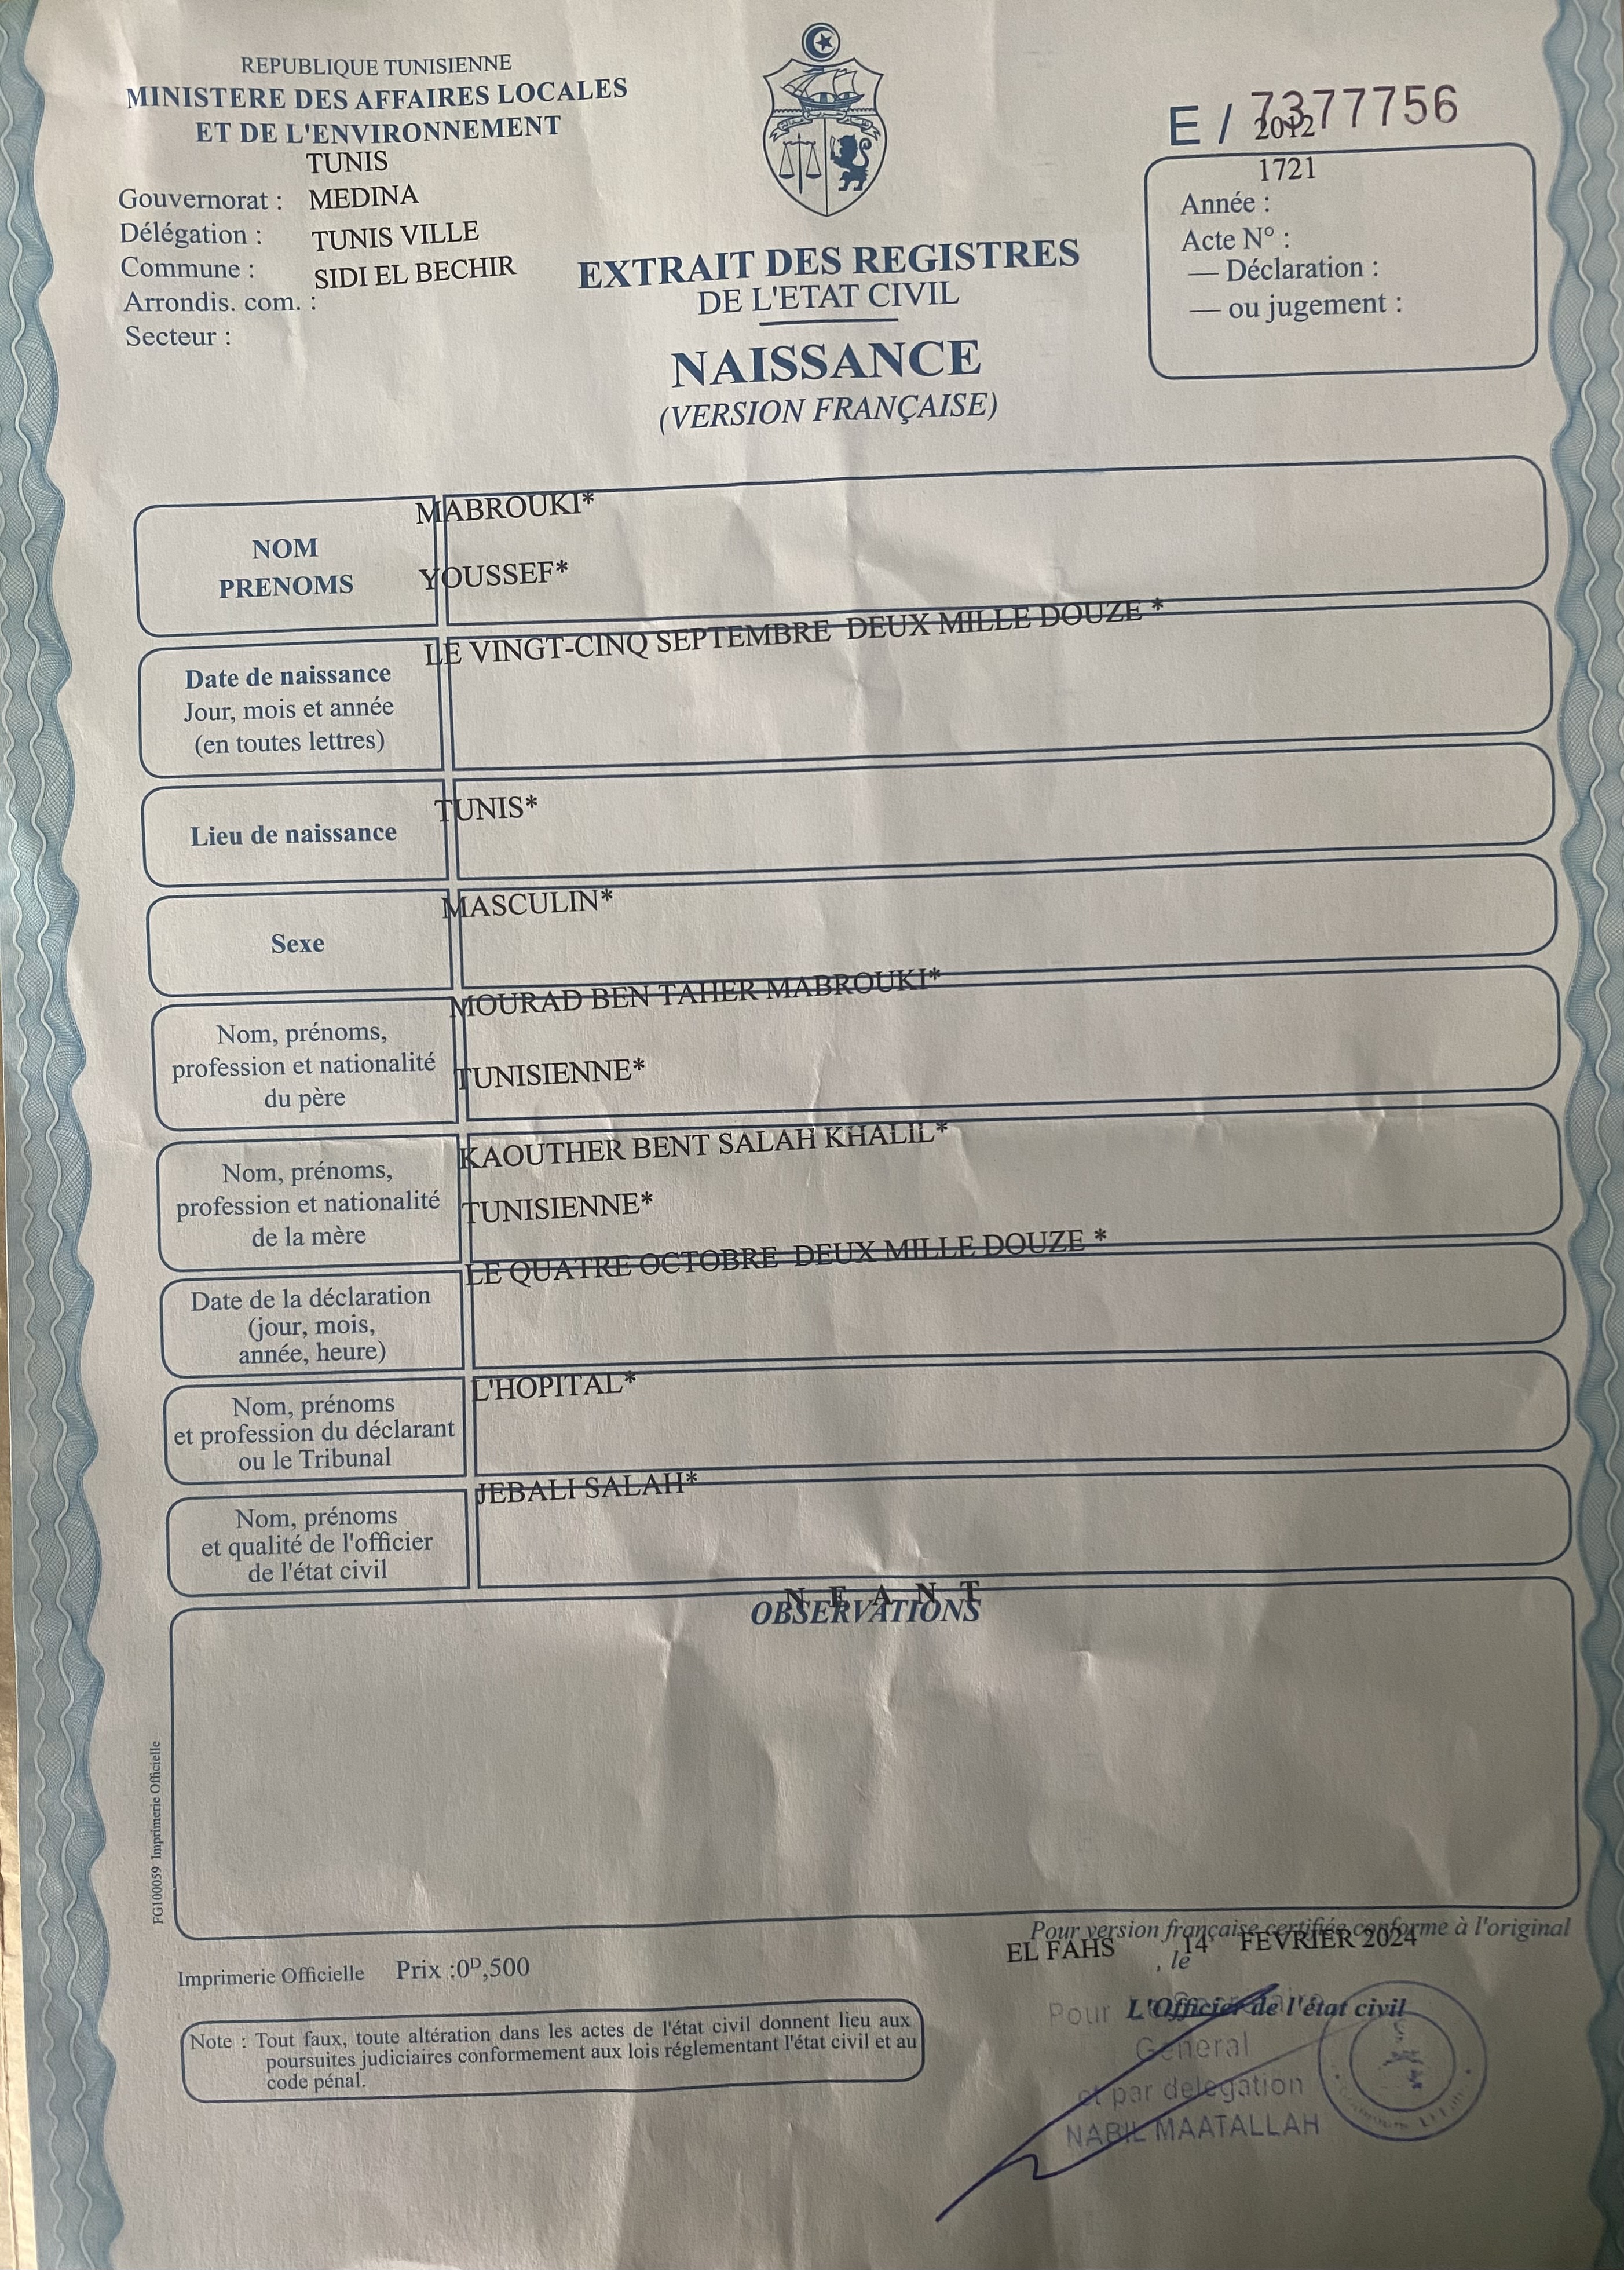 REPUBLIQUE TUNISIENNE
MINISTERE DES AFFAIRES LOCALES
ET DE L'ENVIRONNEMENT
TUNIS
Gouvernorat : MEDINA
Délégation : TUNIS VILLE
Commune : SIDI EL BECHIR
Arrondis. com. :
Secteur :
EXTRAIT DES REGISTRES
DE L'ETAT CIVIL
NAISSANCE
(VERSION FRANÇAISE)
E / 7377756
2012
1721
Année :
Acte N° :
— Déclaration :
— ou jugement :
MABROUKI*
NOM
PRENOMS
YOUSSEF*
LE VINGT-CINQ SEPTEMBRE DEUX MILLE DOUZE *
Date de naissance
Jour, mois et année
(en toutes lettres)
TUNIS*
Lieu de naissance
MASCULIN*
Sexe
MOURAD BEN TAHER MABROUKI*
Nom, prénoms,
profession et nationalité
du père
TUNISIENNE*
KAOUTHER BENT SALAH KHALIL*
Nom, prénoms,
profession et nationalité
de la mère
TUNISIENNE*
LE QUATRE OCTOBRE DEUX MILLE DOUZE *
Date de la déclaration
(jour, mois,
année, heure)
L'HOPITAL*
Nom, prénoms
et profession du déclarant
ou le Tribunal
JEBALI SALAH*
Nom, prénoms
et qualité de l'officier
de l'état civil
N E A N T
OBSERVATIONS
FG100059 Imprimerie Officielle
Pour version française certifiée conforme à l'original
EL FAHS , le 14 FEVRIER 2024
Imprimerie Officielle Prix :0ᴰ,500
L'Officier de l'état civil
Pour
General
et par delegation
NABIL MAATALLAH
Note : Tout faux, toute altération dans les actes de l'état civil donnent lieu aux
poursuites judiciaires conformement aux lois réglementant l'état civil et au
code pénal.